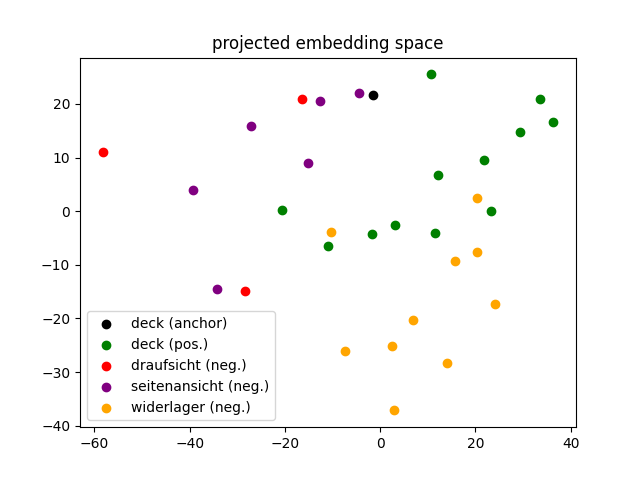 projected embedding space
20
10
0
−10
−20
−30
−40
−60
−40
−20
0
20
40
deck (anchor)
deck (pos.)
draufsicht (neg.)
seitenansicht (neg.)
widerlager (neg.)